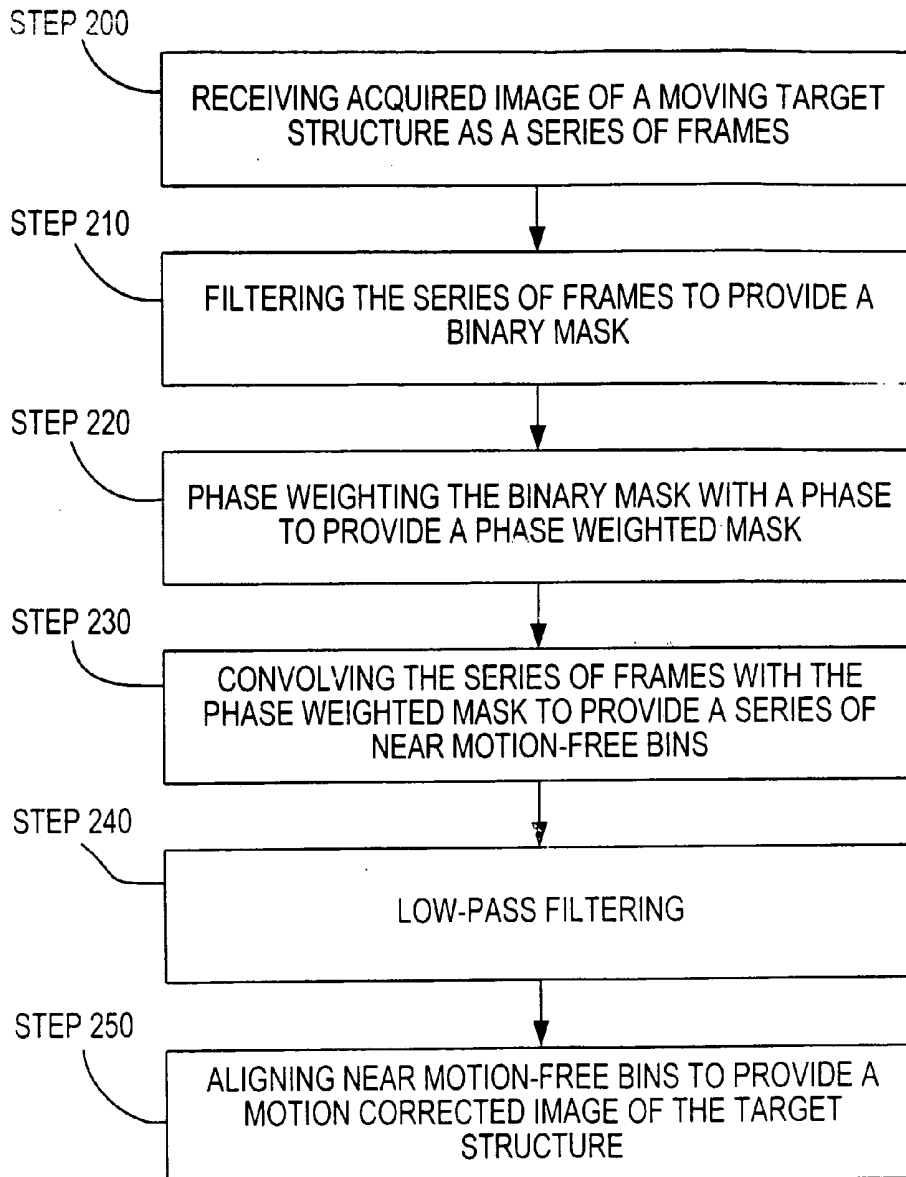 STEP 200
RECEIVING ACQUIRED IMAGE OF A MOVING TARGET
STRUCTURE AS A SERIES OF FRAMES
STEP 210
FILTERING THE SERIES OF FRAMES TO PROVIDE A
BINARY MASK
STEP 220
PHASE WEIGHTING THE BINARY MASK WITH A PHASE
TO PROVIDE A PHASE WEIGHTED MASK
STEP 230
CONVOLVING THE SERIES OF FRAMES WITH THE
PHASE WEIGHTED MASK TO PROVIDE A SERIES OF
NEAR MOTION-FREE BINS
STEP 240
LOW-PASS FILTERING
STEP 250
ALIGNING NEAR MOTION-FREE BINS TO PROVIDE A
MOTION CORRECTED IMAGE OF THE TARGET
STRUCTURE